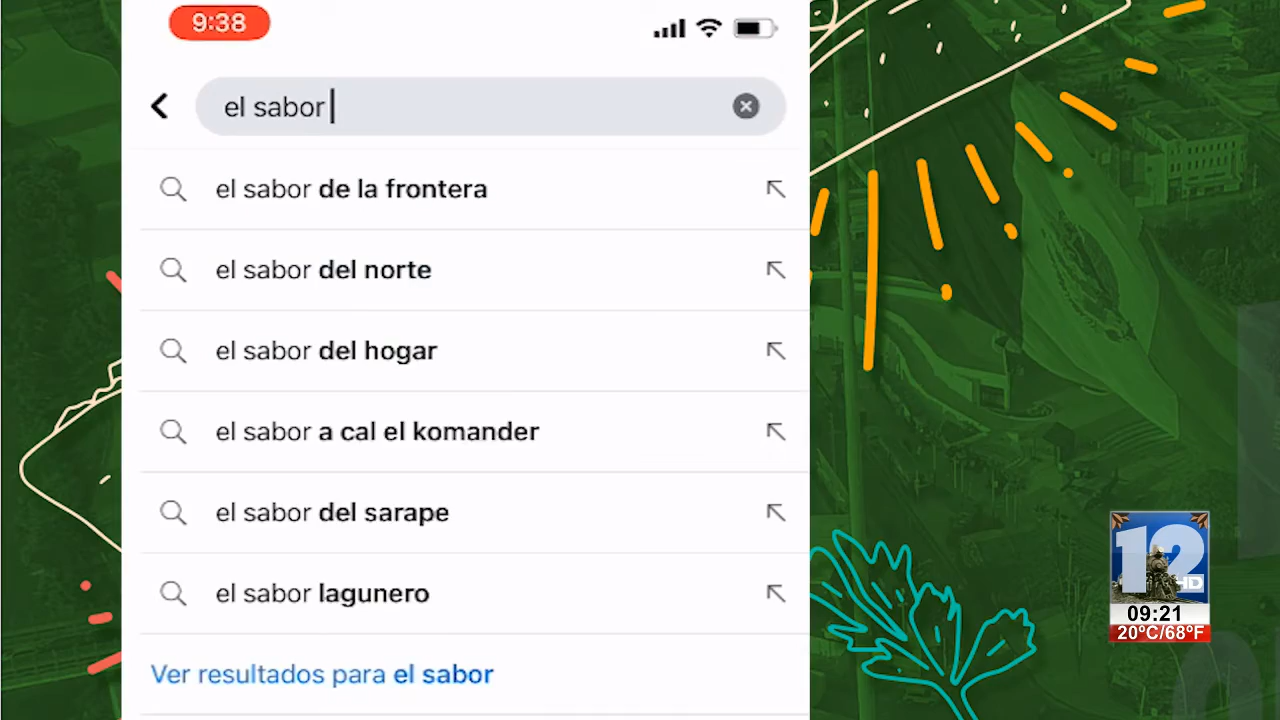 9:38
el sabor
el sabor de la frontera
el sabor del norte
el sabor del hogar
el sabor a cal el komander
el sabor del sarape
el sabor lagunero
Ver resultados para el sabor
12
HD
09:21
20°C/68°F